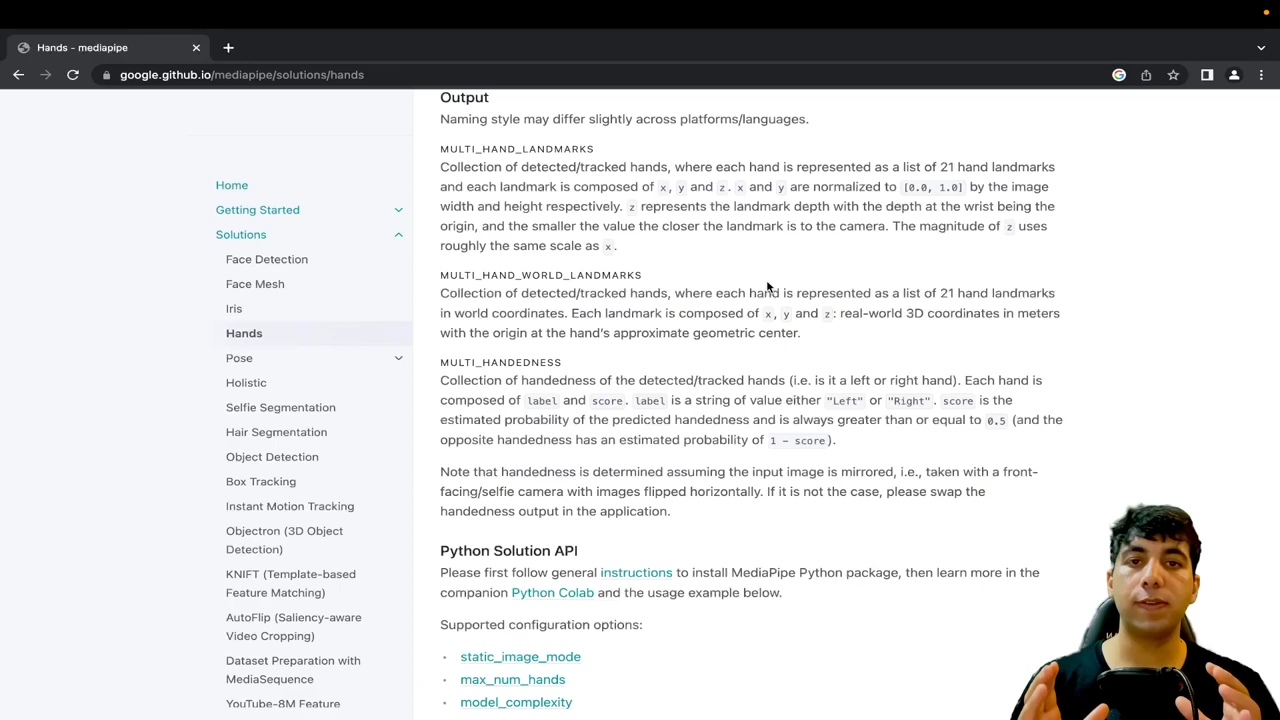 Hands - mediapipe
google.github.io/mediapipe/solutions/hands
Home
Getting Started
Solutions
Face Detection
Face Mesh
Iris
Hands
Pose
Holistic
Selfie Segmentation
Hair Segmentation
Object Detection
Box Tracking
Instant Motion Tracking
Objectron (3D Object
Detection)
KNIFT (Template-based
Feature Matching)
AutoFlip (Saliency-aware
Video Cropping)
Dataset Preparation with
MediaSequence
YouTube-8M Feature
Output
Naming style may differ slightly across platforms/languages.
MULTI_HAND_LANDMARKS
Collection of detected/tracked hands, where each hand is represented as a list of 21 hand landmarks
and each landmark is composed of x, y and z. x and y are normalized to [0.0, 1.0] by the image
width and height respectively. z represents the landmark depth with the depth at the wrist being the
origin, and the smaller the value the closer the landmark is to the camera. The magnitude of z uses
roughly the same scale as x.
MULTI_HAND_WORLD_LANDMARKS
Collection of detected/tracked hands, where each hand is represented as a list of 21 hand landmarks
in world coordinates. Each landmark is composed of x, y and z: real-world 3D coordinates in meters
with the origin at the hand's approximate geometric center.
MULTI_HANDEDNESS
Collection of handedness of the detected/tracked hands (i.e. is it a left or right hand). Each hand is
composed of label and score. label is a string of value either "Left" or "Right". score is the
estimated probability of the predicted handedness and is always greater than or equal to 0.5 (and the
opposite handedness has an estimated probability of 1 - score).
Note that handedness is determined assuming the input image is mirrored, i.e., taken with a front-
facing/selfie camera with images flipped horizontally. If it is not the case, please swap the
handedness output in the application.
Python Solution API
Please first follow general instructions to install MediaPipe Python package, then learn more in the
companion Python Colab and the usage example below.
Supported configuration options:
static_image_mode
max_num_hands
model_complexity